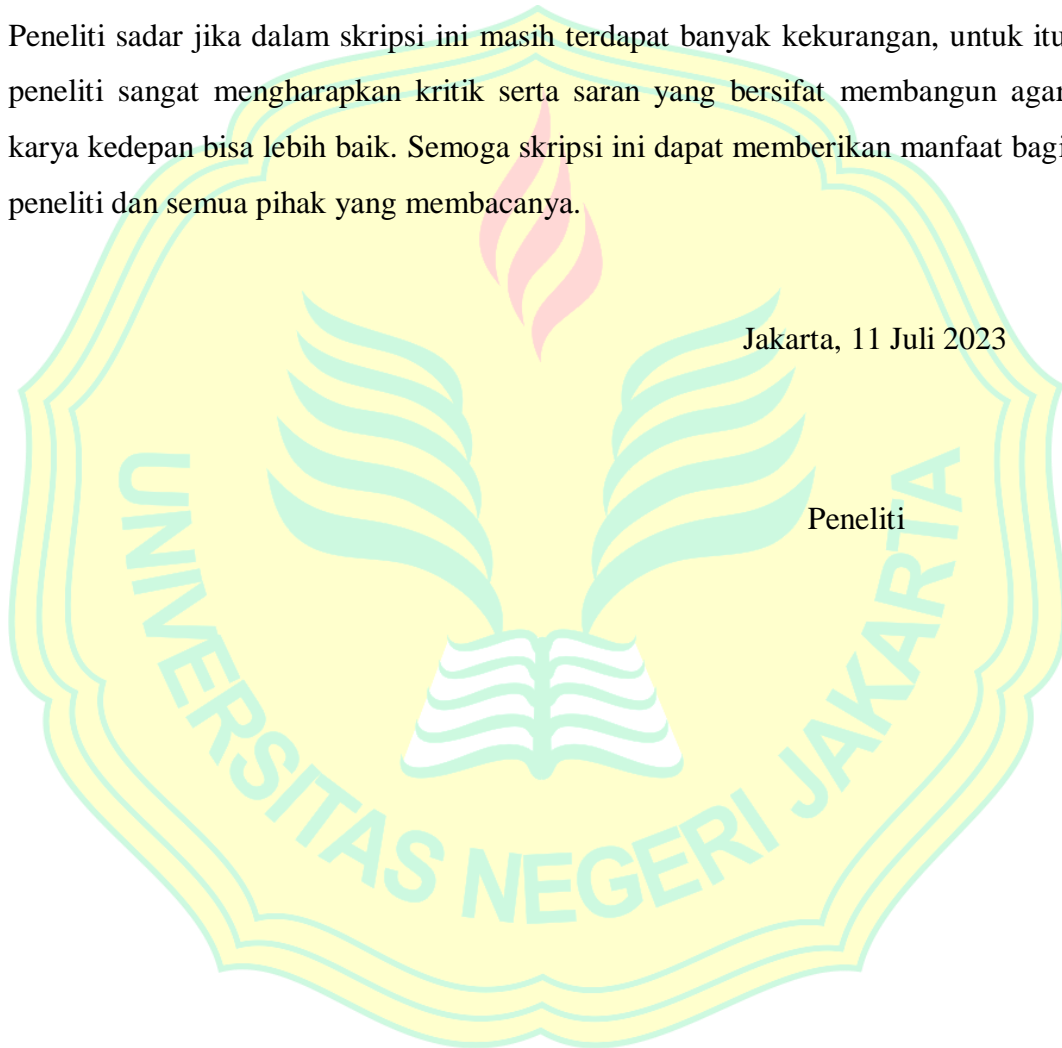 Peneliti sadar jika dalam skripsi ini masih terdapat banyak kekurangan, untuk itu
peneliti sangat mengharapkan kritik serta saran yang bersifat membangun agar
karya kedepan bisa lebih baik. Semoga skripsi ini dapat memberikan manfaat bagi
peneliti dan semua pihak yang membacanya.
Jakarta, 11 Juli 2023
Peneliti
UNIVERSITAS NEGERI JAKARTA